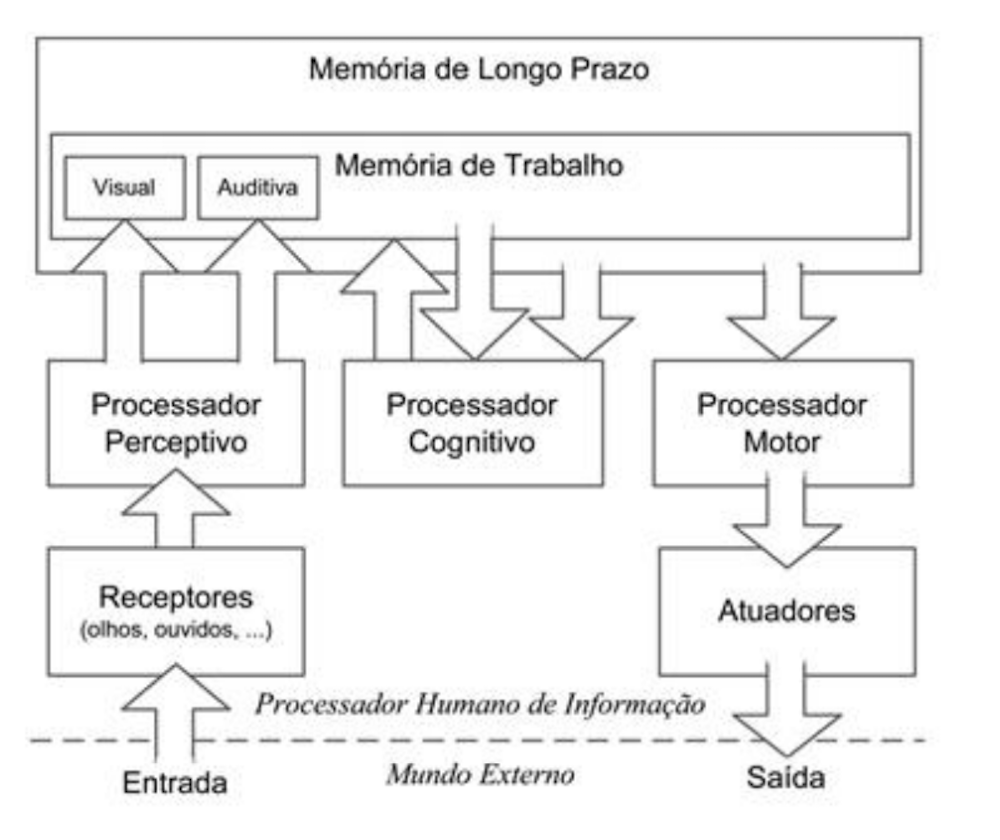 Memória de Longo Prazo
Memória de Trabalho
Visual
Auditiva
Processador
Perceptivo
Processador
Cognitivo
Processador
Motor
Receptores
(olhos, ouvidos, ...)
Atuadores
Processador Humano de Informação
Entrada
Mundo Externo
Saída